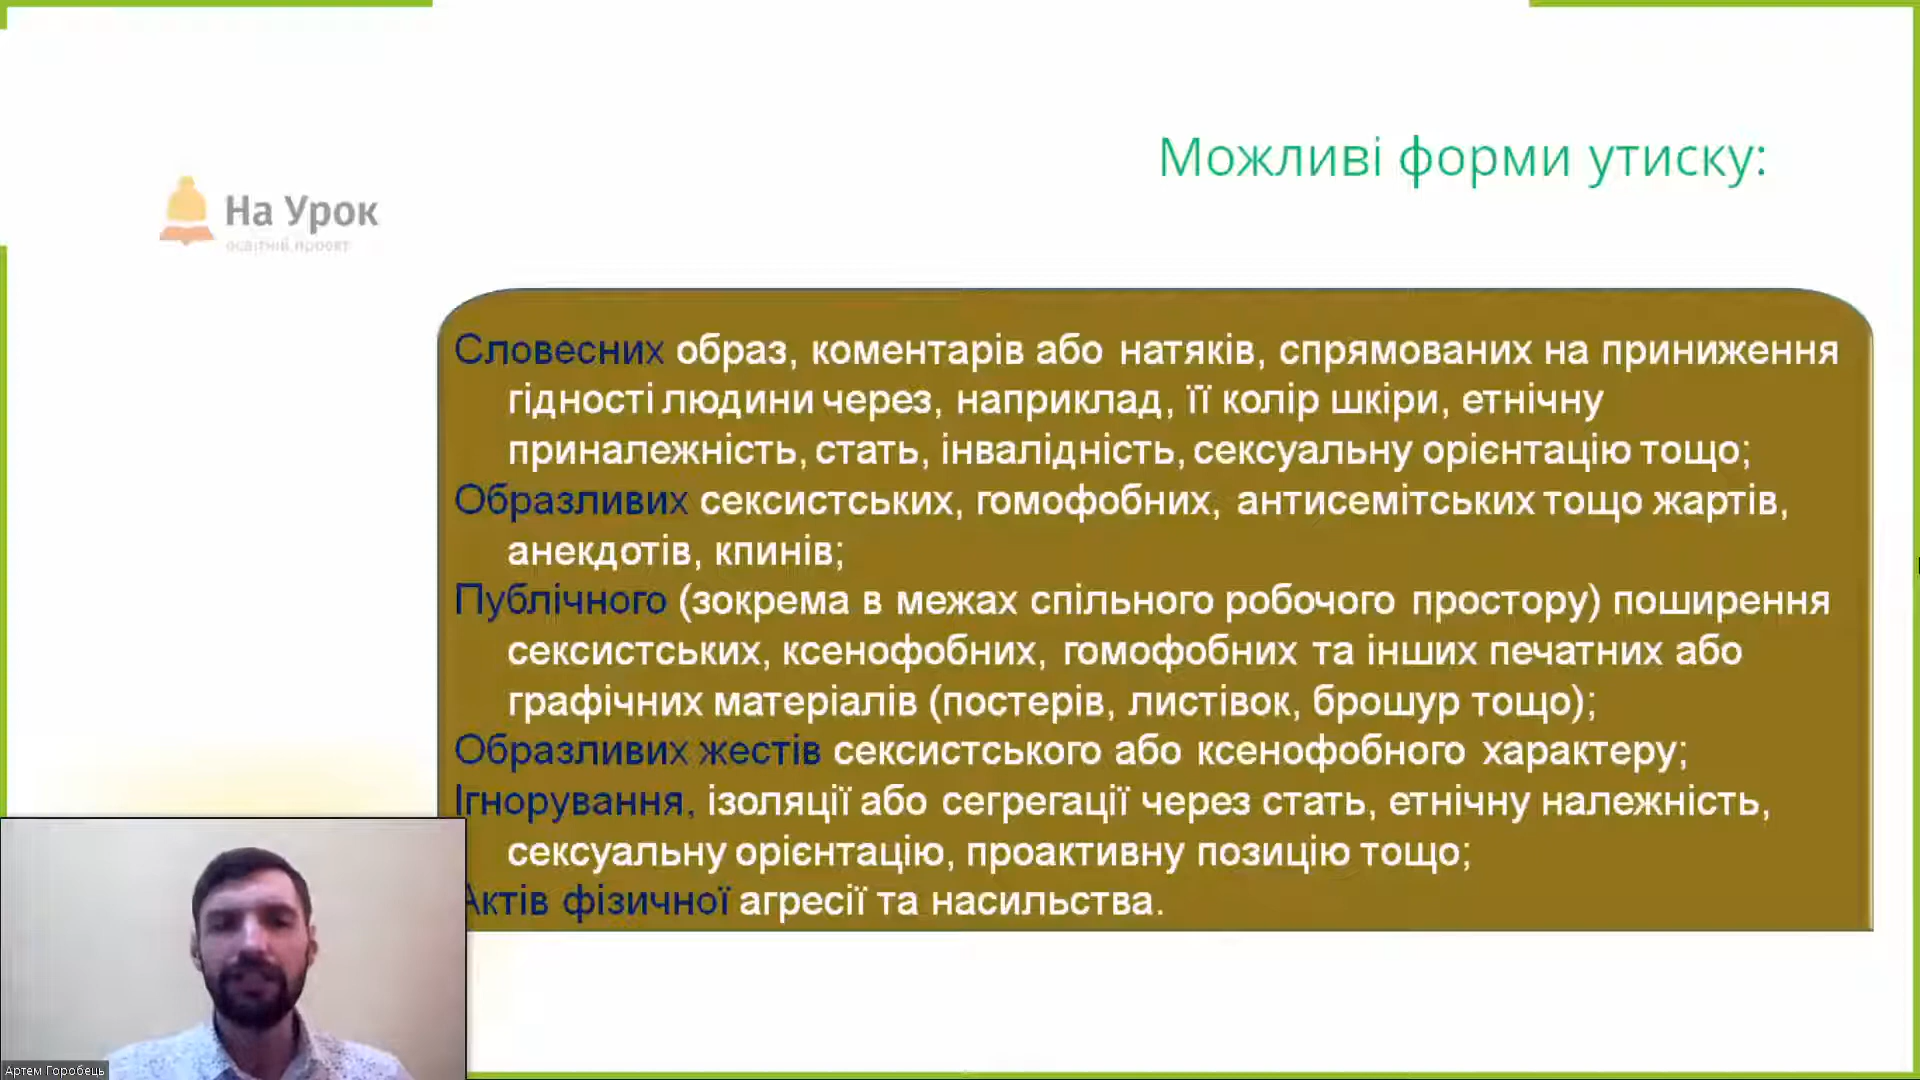 Можливі форми утиску:
На Урок
освітній проект
Словесних образ, коментарів або натяків, спрямованих на приниження
гідності людини через, наприклад, її колір шкіри, етнічну
приналежність, стать, інвалідність, сексуальну орієнтацію тощо;
Образливих сексистських, гомофобних, антисемітських тощо жартів,
анекдотів, кпинів;
Публічного (зокрема в межах спільного робочого простору) поширення
сексистських, ксенофобних, гомофобних та інших печатних або
графічних матеріалів (постерів, листівок, брошур тощо);
Образливих жестів сексистського або ксенофобного характеру;
Ігнорування, ізоляції або сегрегації через стать, етнічну належність,
сексуальну орієнтацію, проактивну позицію тощо;
Актів фізичної агресії та насильства.
Артем Горобець